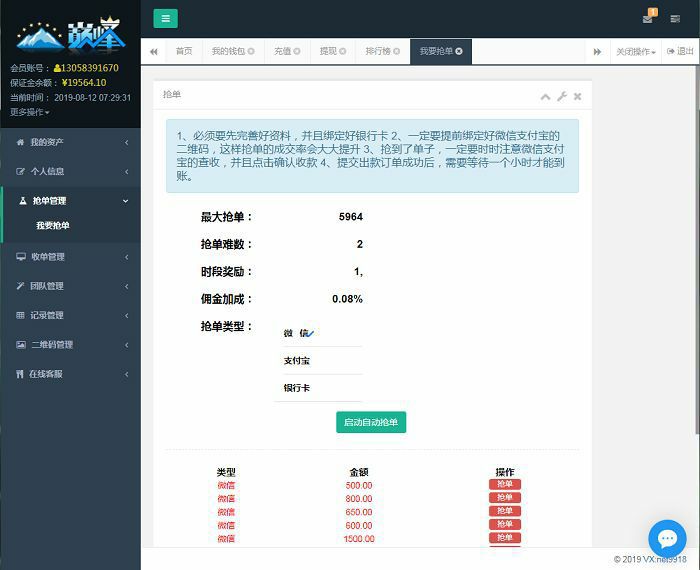 巅峰
会员账号： 13058391670
保证金余额： ¥19564.10
当前时间： 2019-08-12 07:29:31
更多操作
我的资产
个人信息
抢单管理
我要抢单
收单管理
团队管理
记录管理
二维码管理
在线客服
1
首页 我的钱包 充值 提现 排行榜 我要抢单 关闭操作 退出
抢单
1、必须要先完善好资料，并且绑定好银行卡 2、一定要提前绑定好微信支付宝的
二维码，这样抢单的成交率会大大提升 3、抢到了单子，一定要时时注意微信支付
宝的查收，并且点击确认收款 4、提交出款订单成功后，需要等待一个小时才能到
账。
最大抢单： 5964
抢单难数： 2
时段奖励： 1,
佣金加成： 0.08%
抢单类型：
微 信
支付宝
银行卡
启动自动抢单
类型 金额 操作
微信 500.00 抢单
微信 800.00 抢单
微信 650.00 抢单
微信 600.00 抢单
微信 1500.00 抢单
© 2019 VX:nei9918